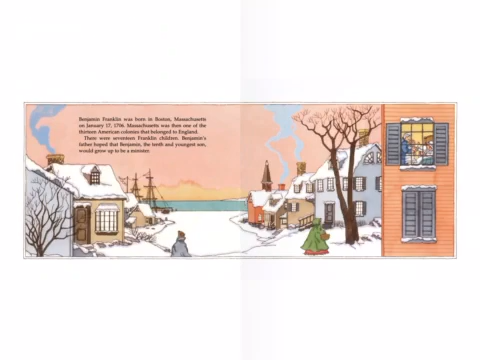 Benjamin Franklin was born in Boston, Massachusetts
on January 17, 1706. Massachusetts was then one of the
thirteen American colonies that belonged to England.
There were seventeen Franklin children. Benjamin's
father hoped that Benjamin, the tenth and youngest son,
would grow up to be a minister.